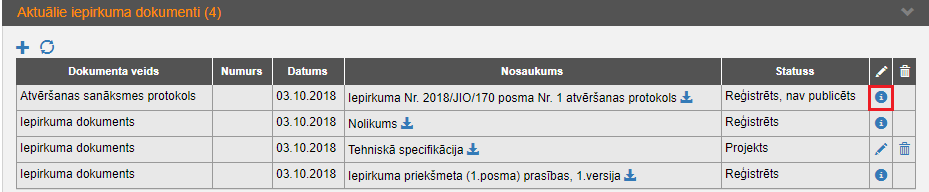 Aktuālie iepirkuma dokumenti (4)
Dokumenta veids Numurs Datums Nosaukums Statuss
Atvēršanas sanāksmes protokols 03.10.2018 Iepirkuma Nr. 2018/JIO/170 posma Nr. 1 atvēršanas protokols Reģistrēts, nav publicēts
Iepirkuma dokuments 03.10.2018 Nolikums Reģistrēts
Iepirkuma dokuments 03.10.2018 Tehniskā specifikācija Projekts
Iepirkuma dokuments 03.10.2018 Iepirkuma priekšmeta (1.posma) prasības, 1.versija Reģistrēts